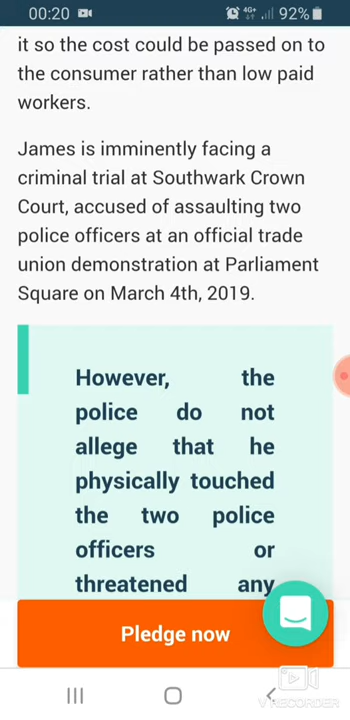 00:20 4G+ 92%
it so the cost could be passed on to
the consumer rather than low paid
workers.
James is imminently facing a
criminal trial at Southwark Crown
Court, accused of assaulting two
police officers at an official trade
union demonstration at Parliament
Square on March 4th, 2019.
However, the
police do not
allege that he
physically touched
the two police
officers or
threatened any
Pledge now
VRECORDER